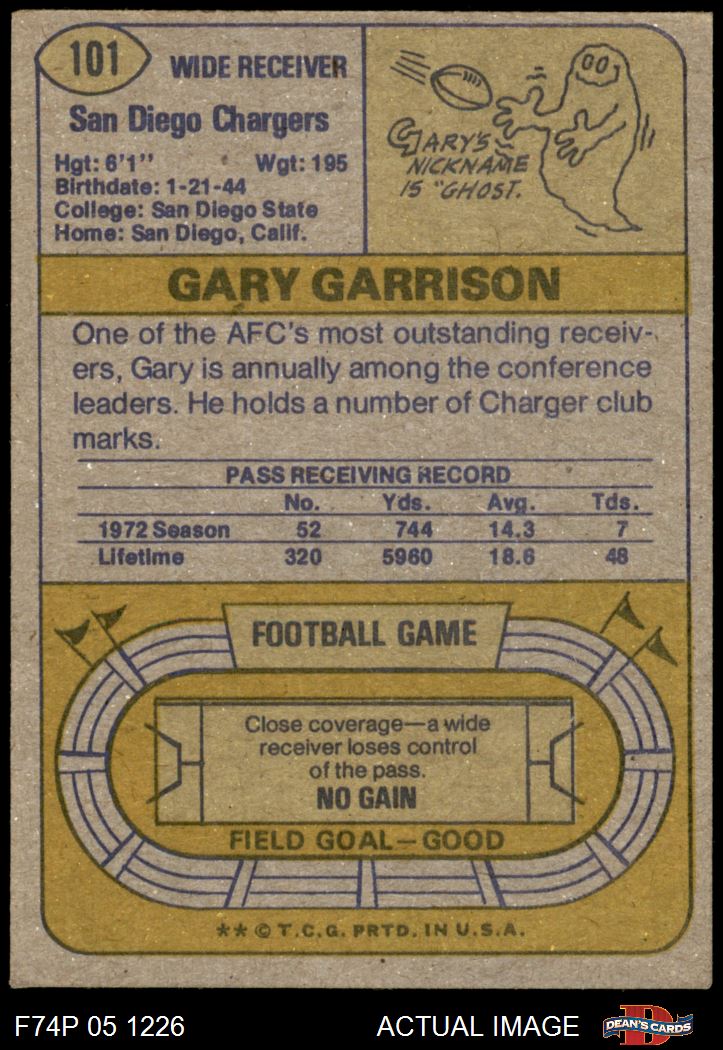 101
WIDE RECEIVER
San Diego Chargers
Hgt: 6'1'' Wgt: 195
Birthdate: 1-21-44
College: San Diego State
Home: San Diego, Calif.
GARY'S
NICKNAME
IS "GHOST.
GARY GARRISON
One of the AFC's most outstanding receiv-
ers, Gary is annually among the conference
leaders. He holds a number of Charger club
marks.
PASS RECEIVING RECORD
No. Yds. Avg. Tds.
1972 Season 52 744 14.3 7
Lifetime 320 5960 18.6 48
FOOTBALL GAME
Close coverage—a wide
receiver loses control
of the pass.
NO GAIN
FIELD GOAL—GOOD
** © T.C.G. PRTD. IN U.S.A.
F74P 05 1226
ACTUAL IMAGE
D
DEAN'S CARDS